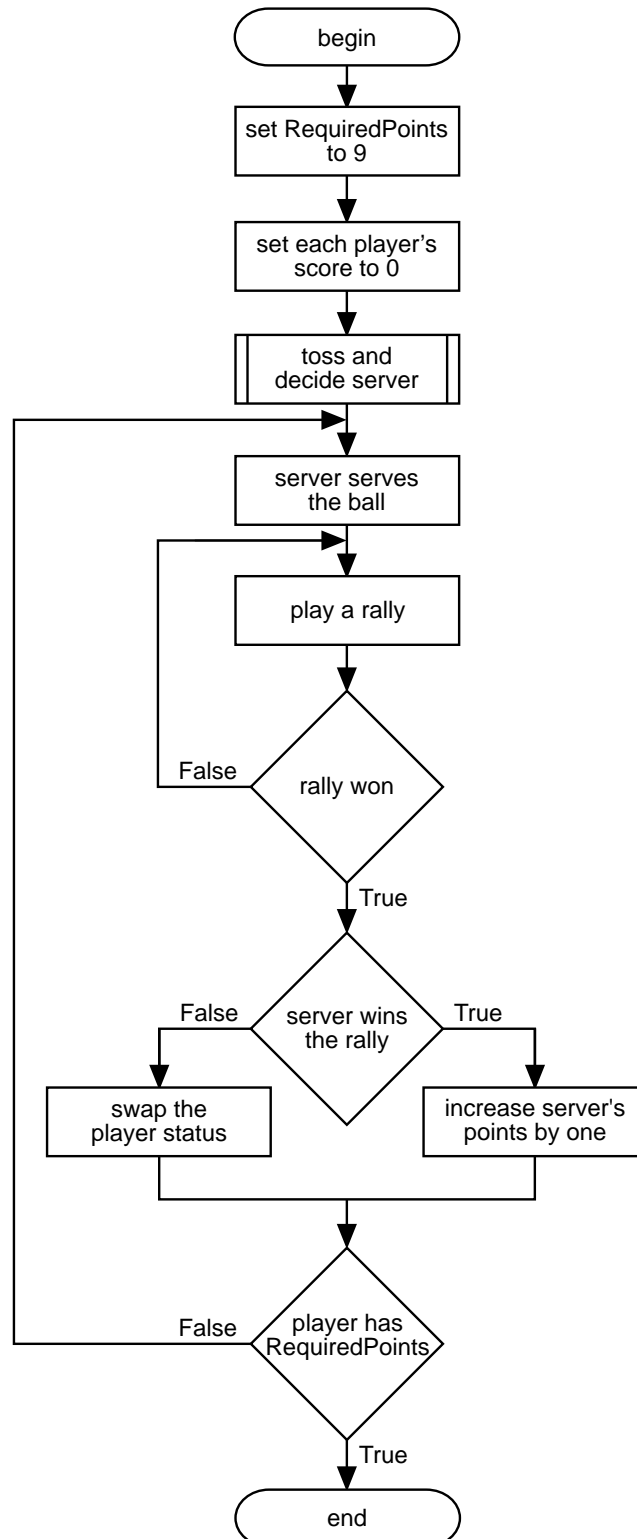 begin
set RequiredPoints
to 9
set each player’s
score to 0
toss and
decide server
server serves
the ball
play a rally
False
rally won
True
False
server wins
the rally
True
swap the
player status
increase server's
points by one
False
player has
RequiredPoints
True
end